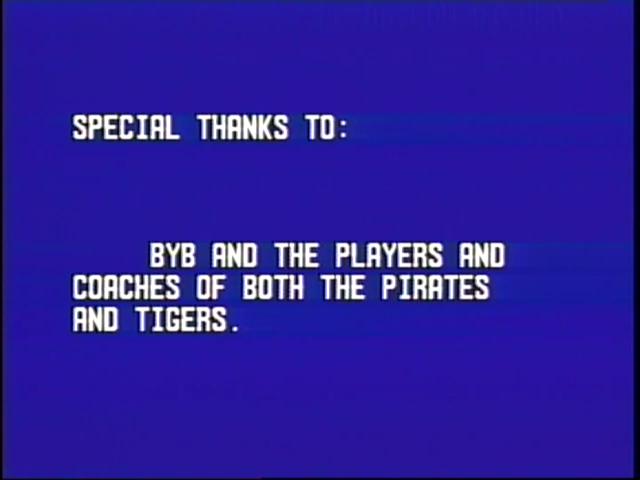 SPECIAL THANKS TO:
BYB AND THE PLAYERS AND
COACHES OF BOTH THE PIRATES
AND TIGERS.